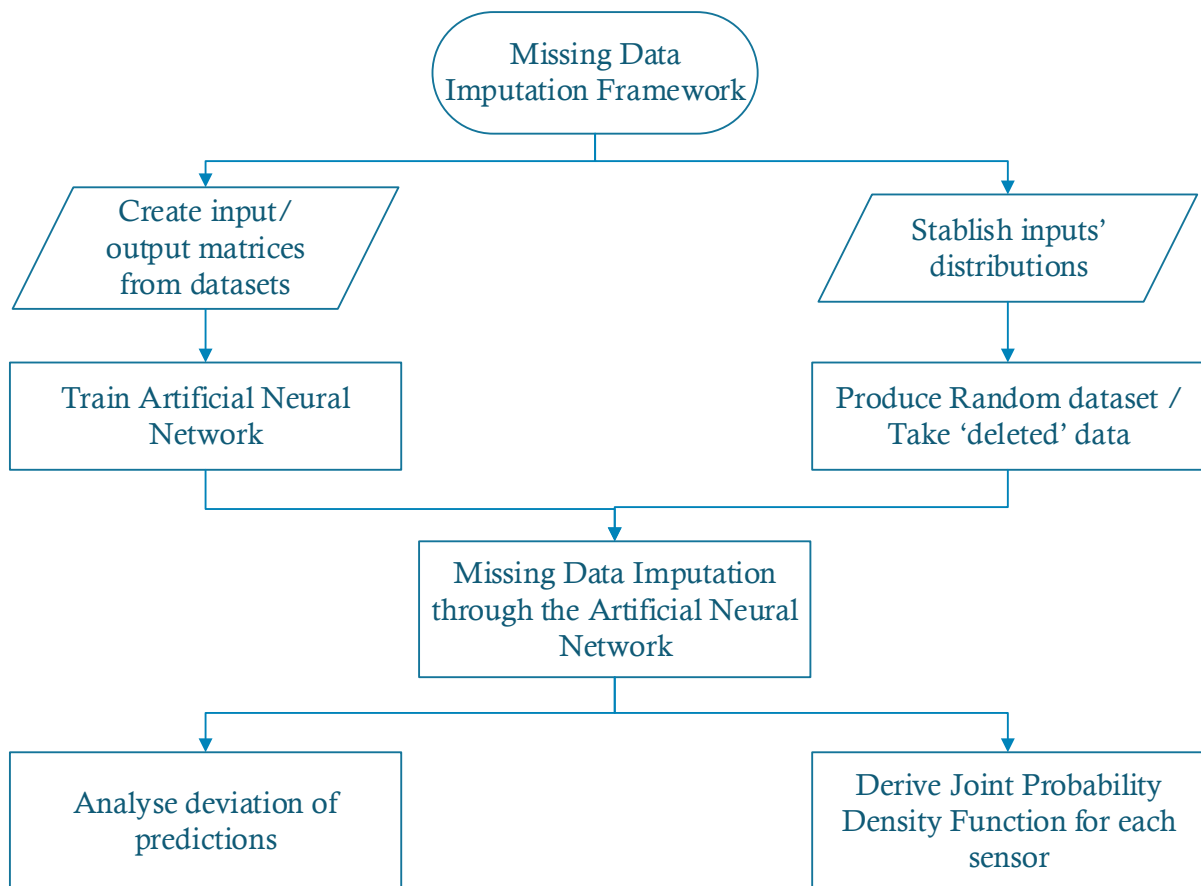 Missing Data
Imputation Framework
Create input/
output matrices
from datasets
Stablish inputs’
distributions
Train Artificial Neural
Network
Produce Random dataset /
Take ‘deleted’ data
Missing Data Imputation
through the Artificial Neural
Network
Analyse deviation of
predictions
Derive Joint Probability
Density Function for each
sensor